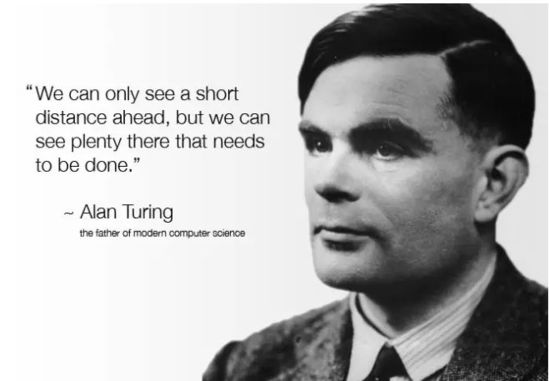 “We can only see a short
distance ahead, but we can
see plenty there that needs
to be done.”
~ Alan Turing
the father of modern computer science